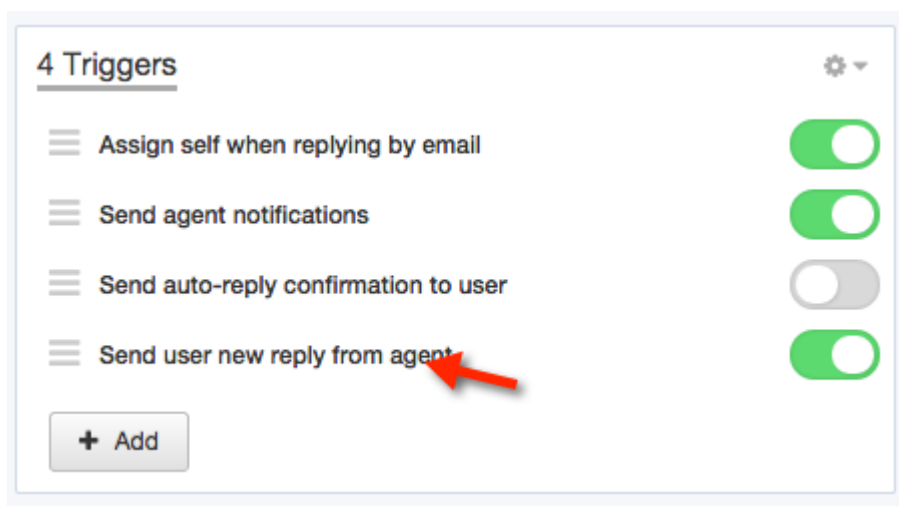 4 Triggers
Assign self when replying by email
Send agent notifications
Send auto-reply confirmation to user
Send user new reply from agent
+ Add